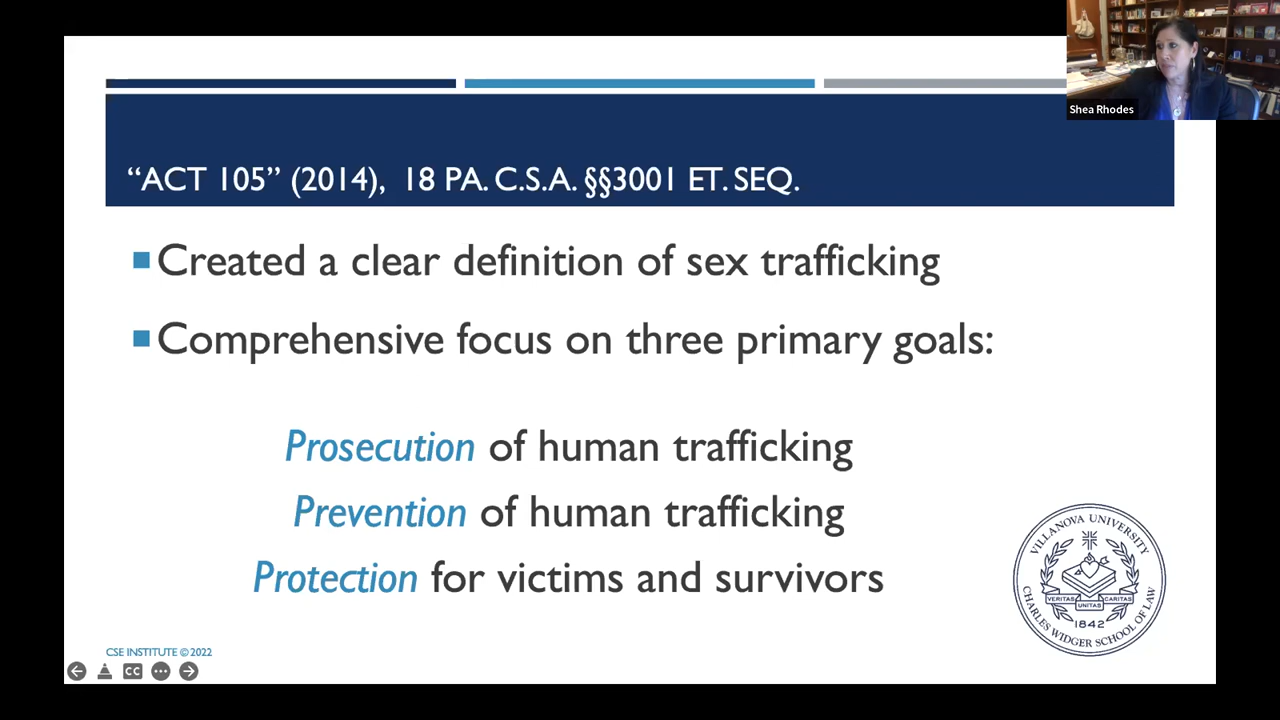 Shea Rhodes
“ACT 105” (2014), 18 PA. C.S.A. §§3001 ET. SEQ.
Created a clear definition of sex trafficking
Comprehensive focus on three primary goals:
Prosecution of human trafficking
Prevention of human trafficking
Protection for victims and survivors
VILLANOVA UNIVERSITY
VERITAS UNITAS CARITAS
1842
CHARLES WIDGER SCHOOL OF LAW
CSE INSTITUTE © 2022
CC